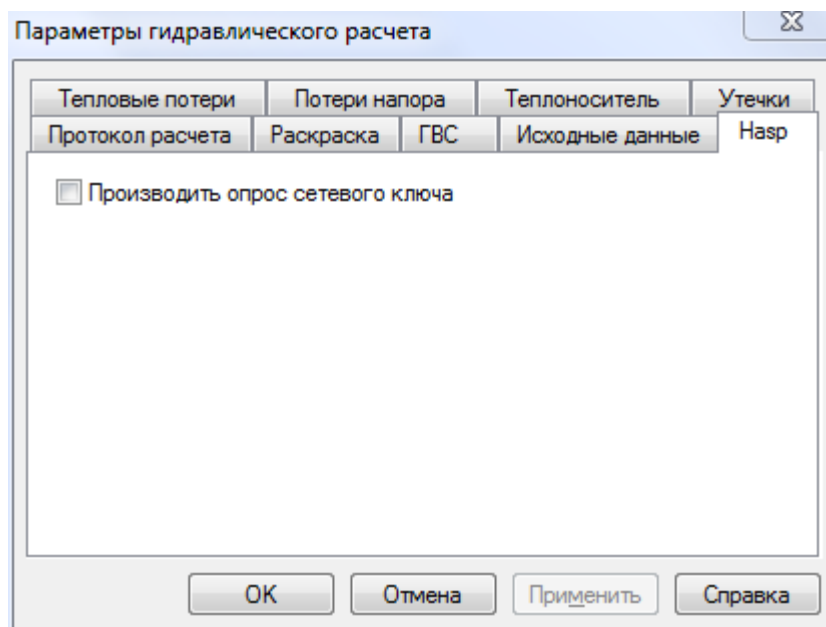 Параметры гидравлического расчета
Тепловые потери Потери напора Теплоноситель Утечки
Протокол расчета Раскраска ГВС Исходные данные Hasp
Производить опрос сетевого ключа
OK Отмена Применить Справка